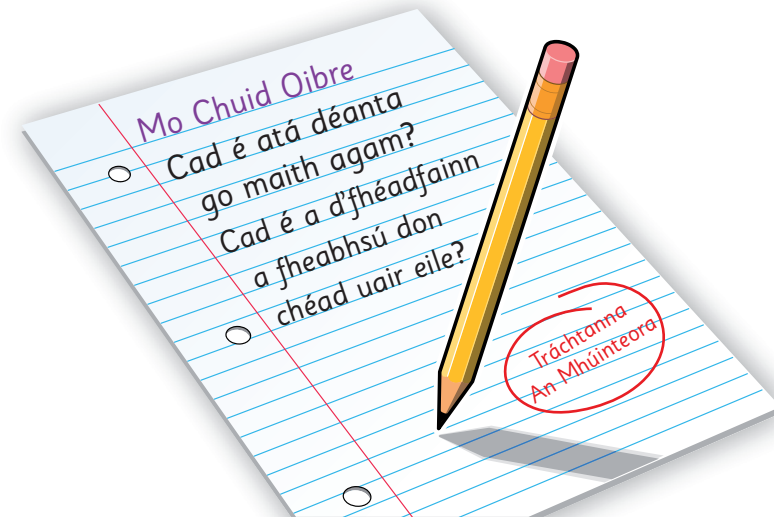 Mo Chuid Oibre
Cad é atá déanta
go maith agam?
Cad é a d'fhéadfainn
a fheabhsú don
chéad uair eile?
Tráchtanna
An Mhúinteora